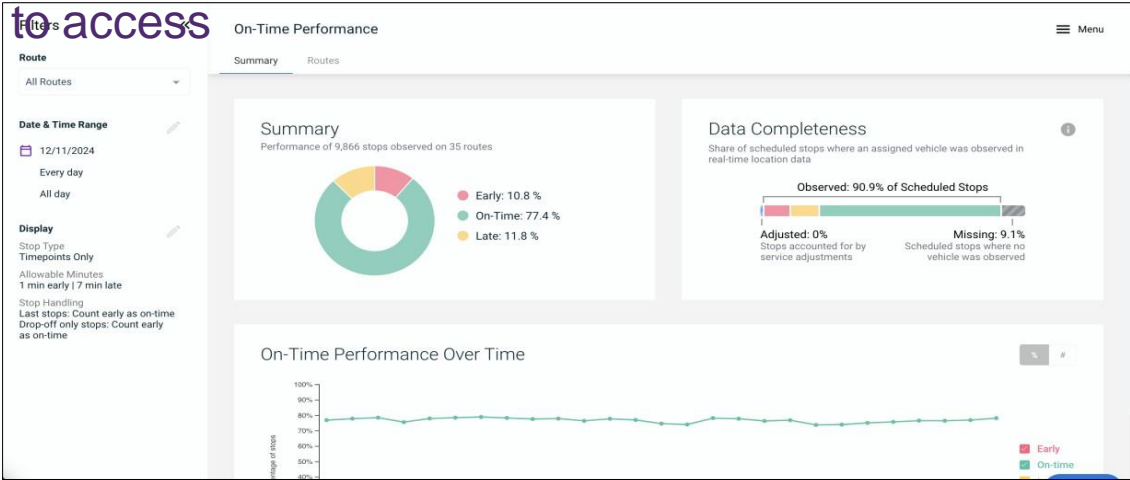 to access
Filters
Route
All Routes
Date & Time Range
12/11/2024
Every day
All day
Display
Stop Type
Timepoints Only
Allowable Minutes
1 min early | 7 min late
Stop Handling
Last stops: Count early as on-time
Drop-off only stops: Count early
as on-time
On-Time Performance
Menu
Summary Routes
Summary
Performance of 9,866 stops observed on 35 routes
Early: 10.8 %
On-Time: 77.4 %
Late: 11.8 %
Data Completeness
Share of scheduled stops where an assigned vehicle was observed in
real-time location data
Observed: 90.9% of Scheduled Stops
Adjusted: 0%
Stops accounted for by
service adjustments
Missing: 9.1%
Scheduled stops where no
vehicle was observed
On-Time Performance Over Time
% #
100%
90%
80%
70%
60%
50%
40%
of stops
Early
On-time